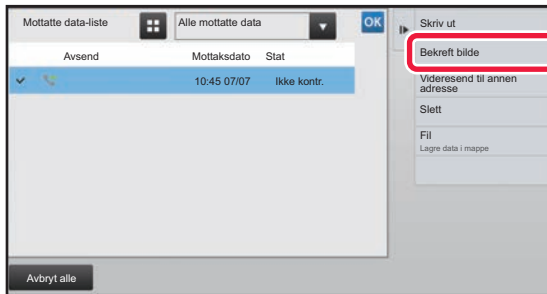 Mottatte data-liste
Alle mottatte data
OK
Avsend Mottaksdato Stat
10:45 07/07 Ikke kontr.
Avbryt alle
Skriv ut
Bekreft bilde
Videresend til annen
adresse
Slett
Fil
Lagre data i mappe